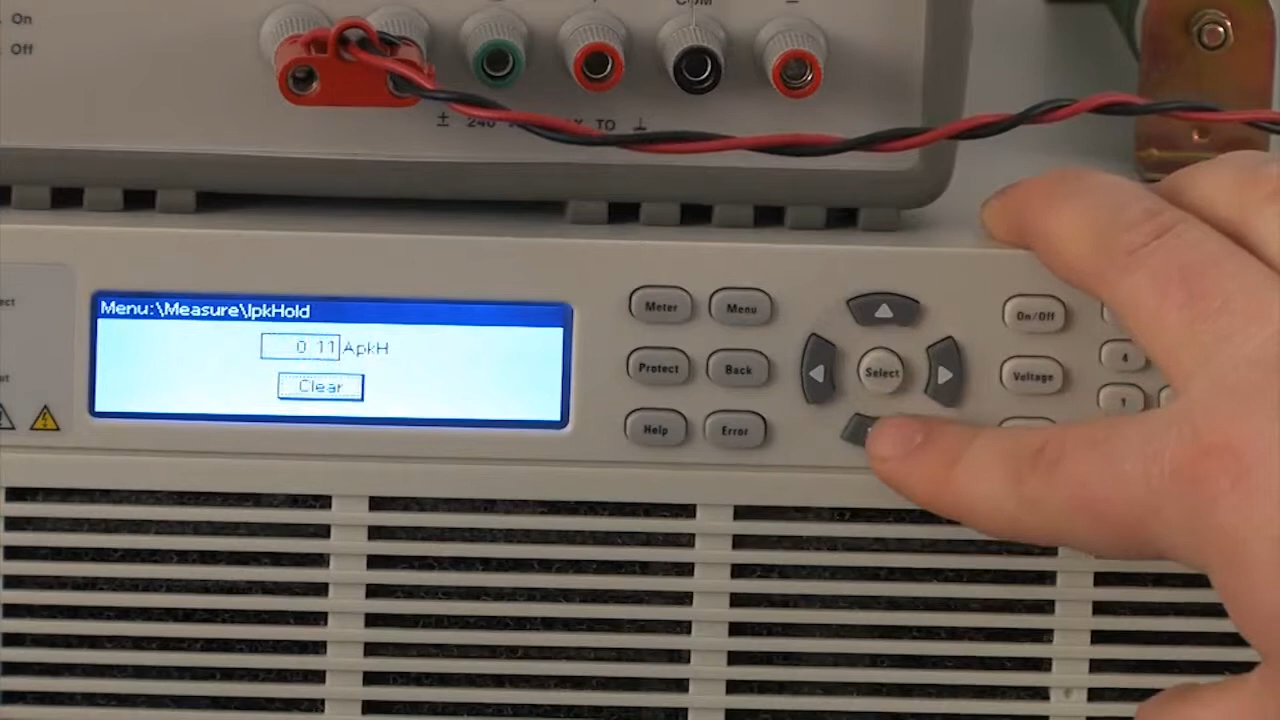 On
Off
COM
± 240 TO ⊥
Menu:\Measure\IpkHold
0.11 ApkH
Clear
Meter
Menu
Protect
Back
Help
Error
Select
On/Off
Voltage
4
1